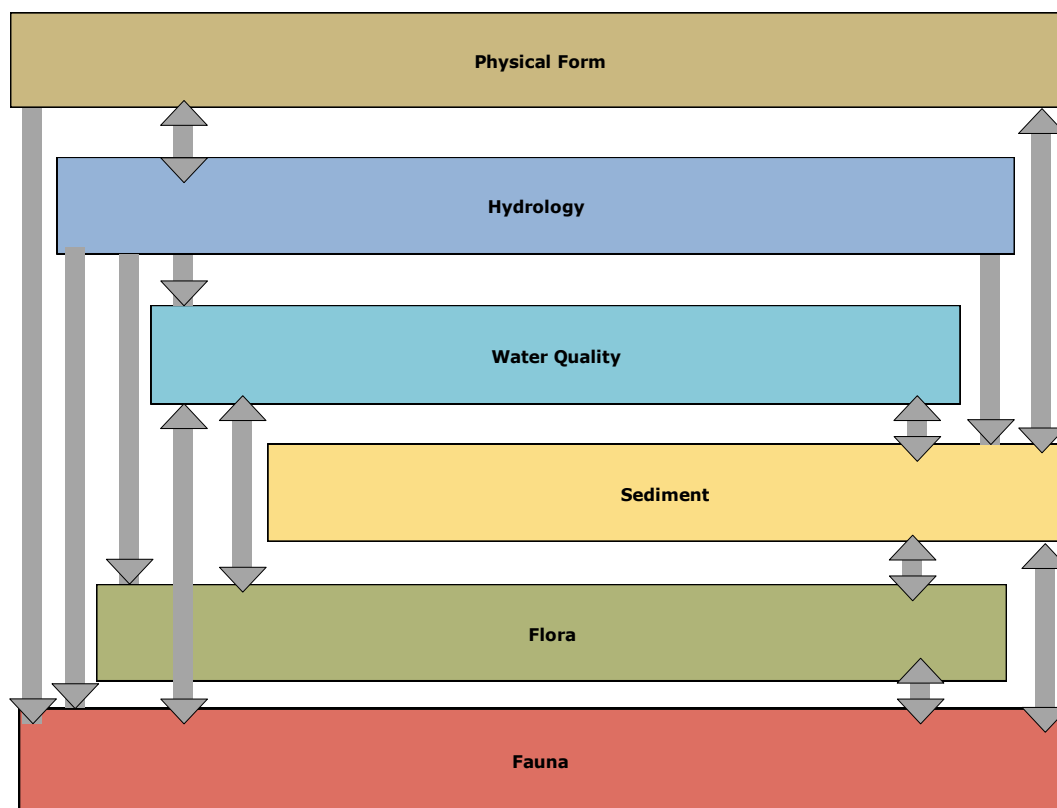 Physical Form
Hydrology
Water Quality
Sediment
Flora
Fauna